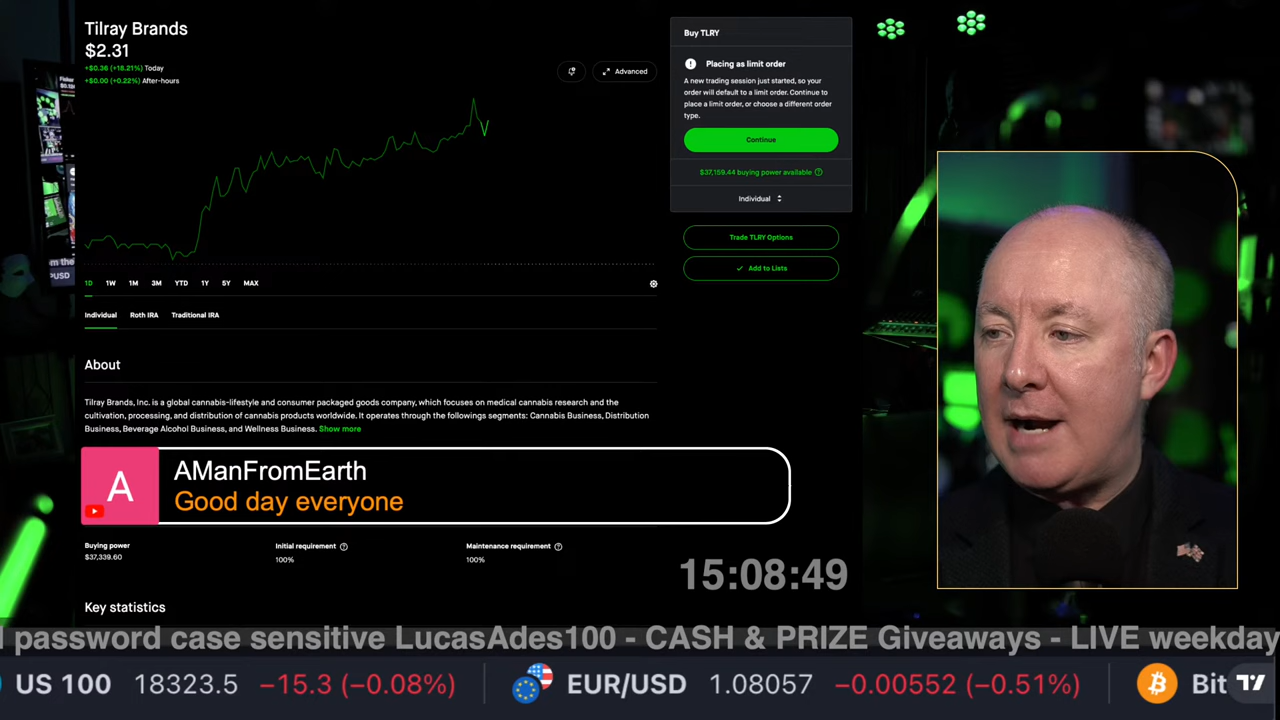 Tilray Brands
$2.31
+$0.36 (+18.21%) Today
+$0.00 (+0.22%) After-hours
Advanced
Buy TLRY
Placing as limit order
A new trading session just started, so your
order will default to a limit order. Continue to
place a limit order, or choose a different order
type.
Continue
$37,159.44 buying power available
Individual
Trade TLRY Options
Add to Lists
1D 1W 1M 3M YTD 1Y 5Y MAX
Individual Roth IRA Traditional IRA
About
Tilray Brands, Inc. is a global cannabis-lifestyle and consumer packaged goods company, which focuses on medical cannabis research and the
cultivation, processing, and distribution of cannabis products worldwide. It operates through the followings segments: Cannabis Business, Distribution
Business, Beverage Alcohol Business, and Wellness Business. Show more
A
AManFromEarth
Good day everyone
Buying power
$37,339.60
Initial requirement
100%
Maintenance requirement
100%
15:08:49
Key statistics
password case sensitive LucasAdes100 - CASH & PRIZE Giveaways - LIVE weekday
US 100 18323.5 −15.3 (−0.08%) EUR/USD 1.08057 −0.00552 (−0.51%) Bit